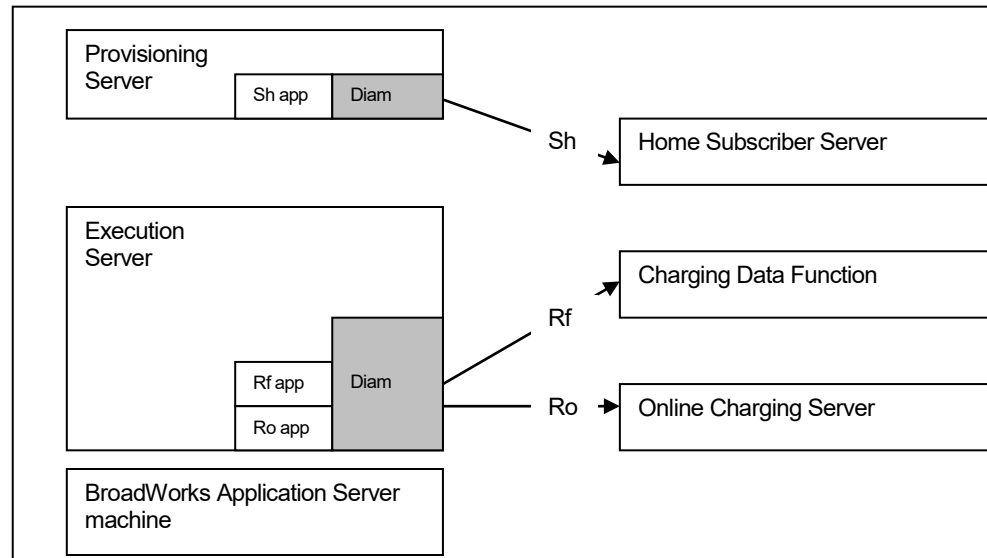 Provisioning
Server
Sh app
Diam
Sh
Home Subscriber Server
Execution
Server
Charging Data Function
Rf
Rf app
Diam
Ro
Online Charging Server
Ro app
BroadWorks Application Server
machine